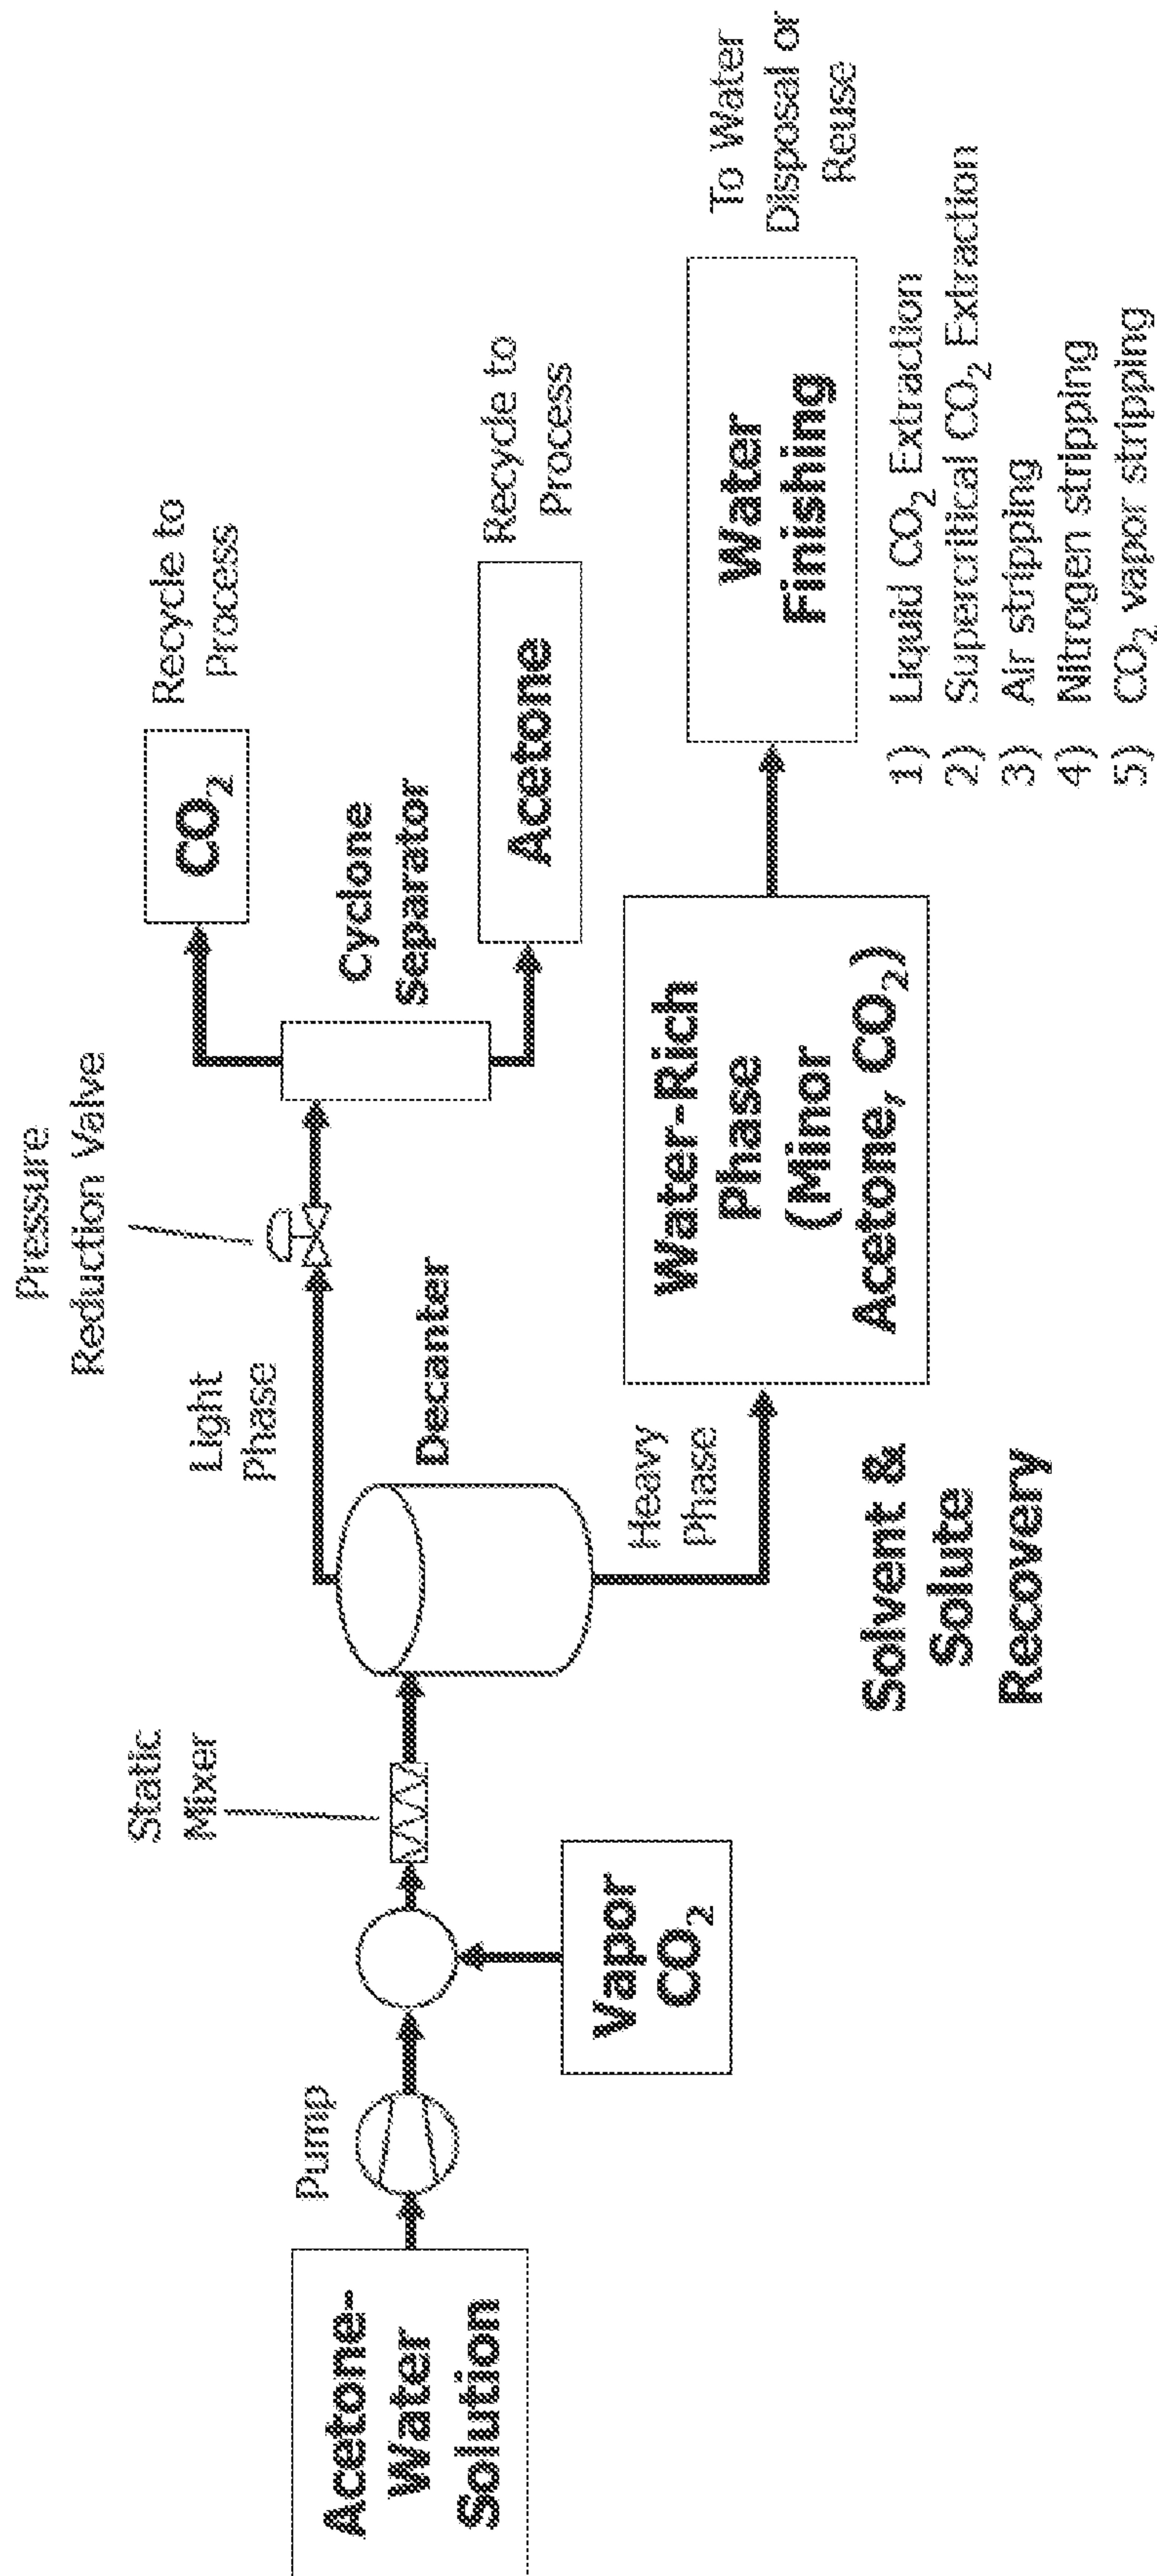 Acetone-
Water
Solution
Pump
Vapor
CO₂
Static
Mixer
Decanter
Light
Phase
Heavy
Phase
Pressure
Reduction Valve
Cyclone
Separator
CO₂
Recycle to
Process
Acetone
Recycle to
Process
Water-Rich
Phase
(Minor
Acetone, CO₂)
Water
Finishing
To Water
Disposal or
Reuse
1) Liquid CO₂ Extraction
2) Supercritical CO₂ Extraction
3) Air stripping
4) Nitrogen stripping
5) CO₂ vapor stripping
Solvent &
Solute
Recovery